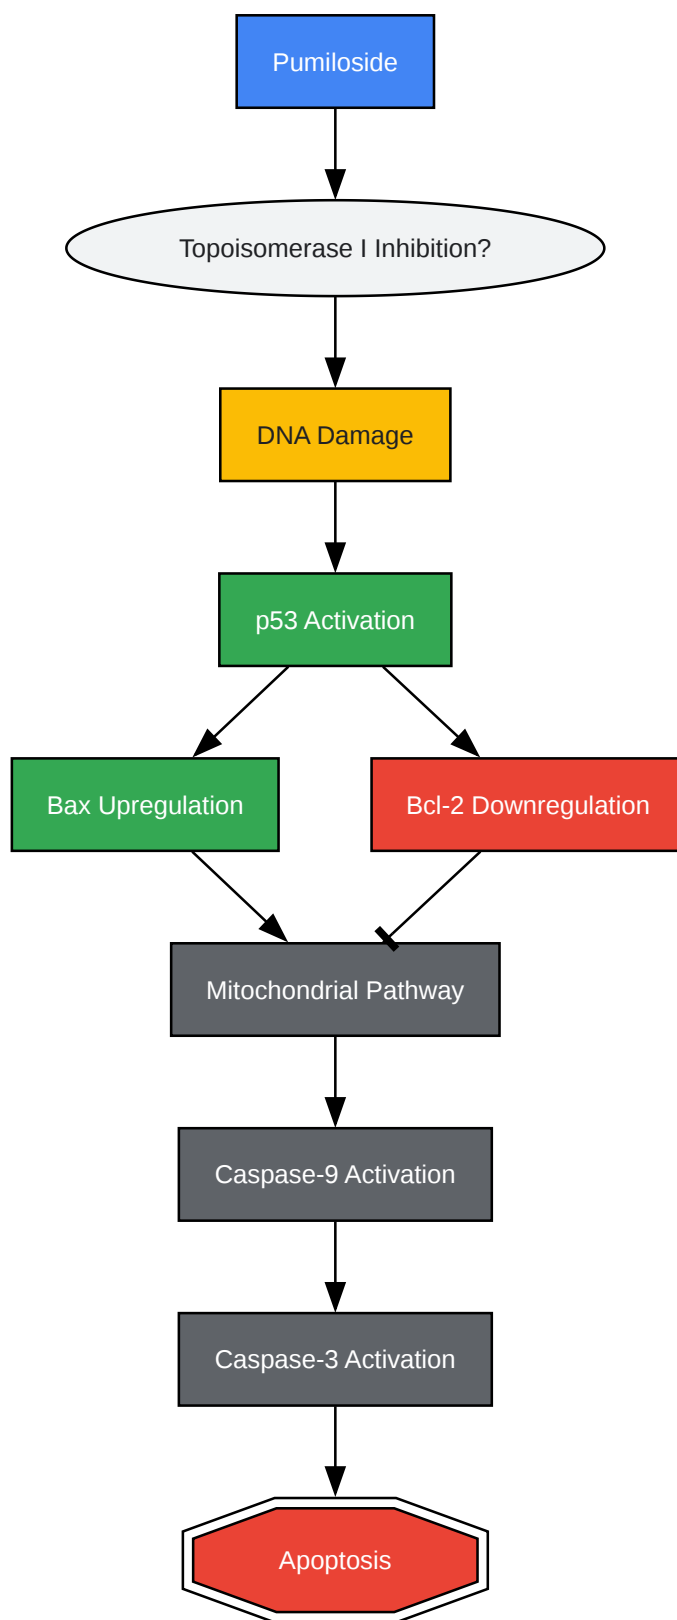 Pumiloside
Topoisomerase I Inhibition?
DNA Damage
p53 Activation
Bax Upregulation
Bcl-2 Downregulation
Mitochondrial Pathway
Caspase-9 Activation
Caspase-3 Activation
Apoptosis